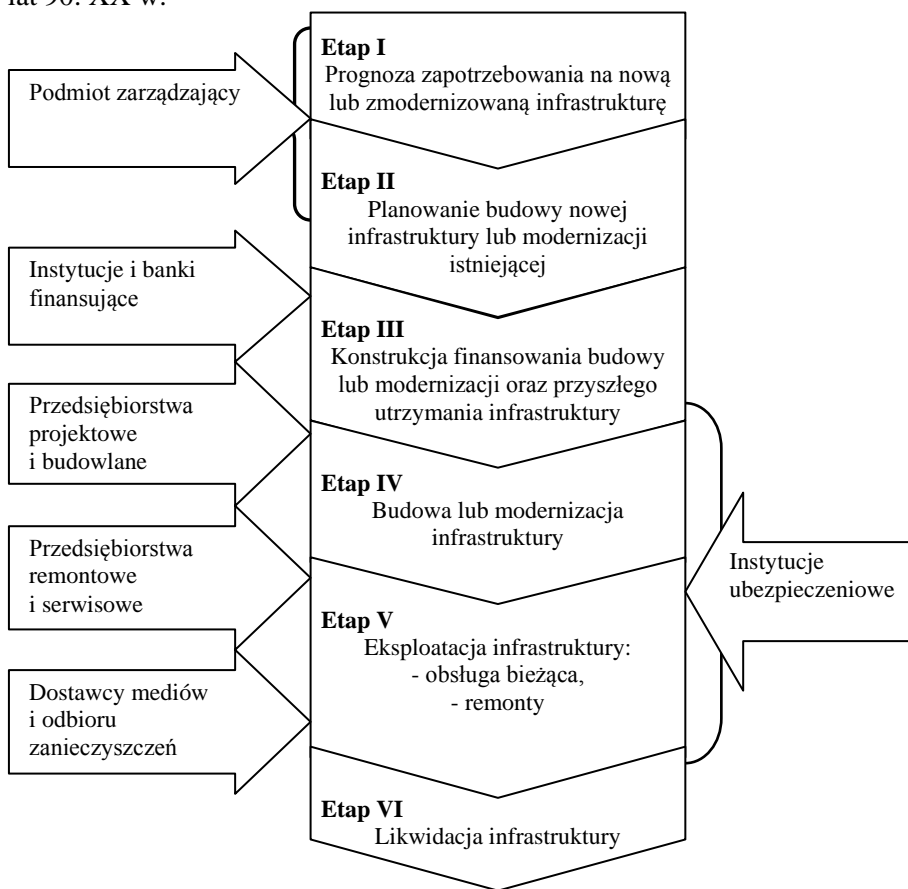 lat 90. XX w.
Etap I
Prognoza zapotrzebowania na nową
lub zmodernizowaną infrastrukturę
Podmiot zarządzający
Etap II
Planowanie budowy nowej
infrastruktury lub modernizacji
istniejącej
Instytucje i banki
finansujące
Etap III
Konstrukcja finansowania budowy
lub modernizacji oraz przyszłego
utrzymania infrastruktury
Przedsiębiorstwa
projektowe
i budowlane
Etap IV
Budowa lub modernizacja
infrastruktury
Przedsiębiorstwa
remontowe
i serwisowe
Instytucje
ubezpieczeniowe
Etap V
Eksploatacja infrastruktury:
- obsługa bieżąca,
- remonty
Dostawcy mediów
i odbioru
zanieczyszczeń
Etap VI
Likwidacja infrastruktury